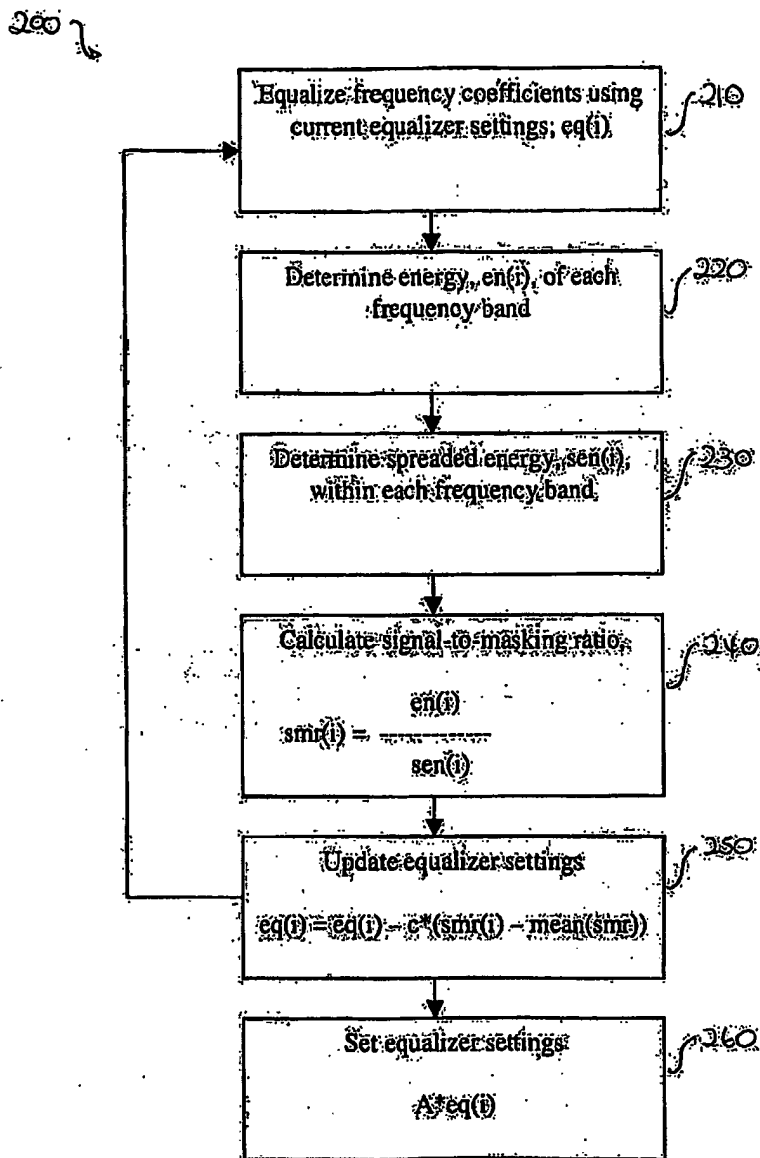 200
Equalize frequency coefficients using
current equalizer settings; eq(i)
210
Determine energy, en(i), of each
frequency band
220
Determine spreaded energy, sen(i),
within each frequency band
230
Calculate signal-to-masking ratio,
240
en(i)
smr(i) = ----------
sen(i)
Update equalizer settings
250
eq(i) = eq(i) – c*(smr(i) – mean(smr))
Set equalizer settings
260
A*eq(i)